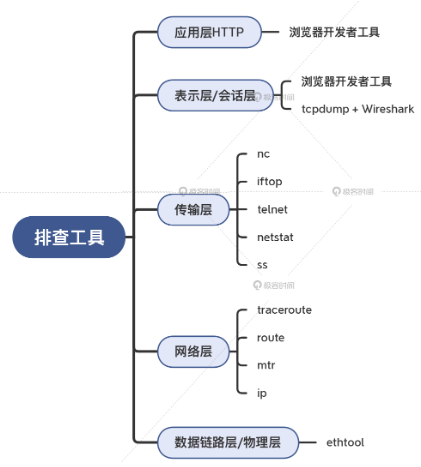 应用层HTTP
浏览器开发者工具
表示层/会话层
浏览器开发者工具
tcpdump + Wireshark
极客时间
排查工具
传输层
nc
iftop
telnet
netstat
ss
极客时间
极客时间
极客时间
网络层
traceroute
route
mtr
ip
数据链路层/物理层
ethtool